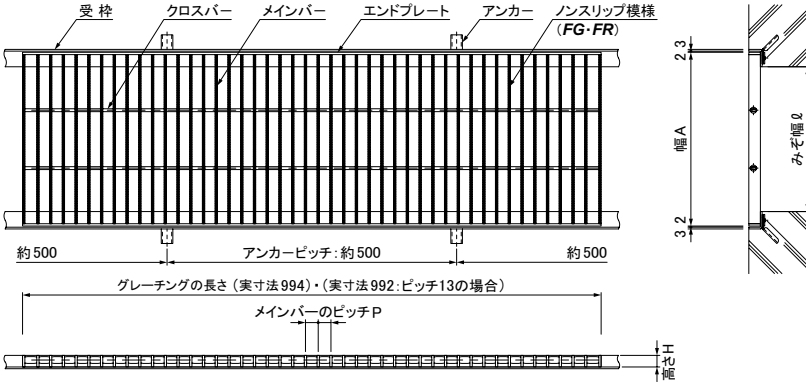 受 枠
クロスバー
メインバー
エンドプレート
アンカー
ノンスリップ模様
(FG・FR)
2 3
幅A
3 2
みぞ幅ℓ
約500
アンカーピッチ:約500
約500
グレーチングの長さ(実寸法994)・(実寸法992:ピッチ13の場合)
メインバーのピッチP
高さH